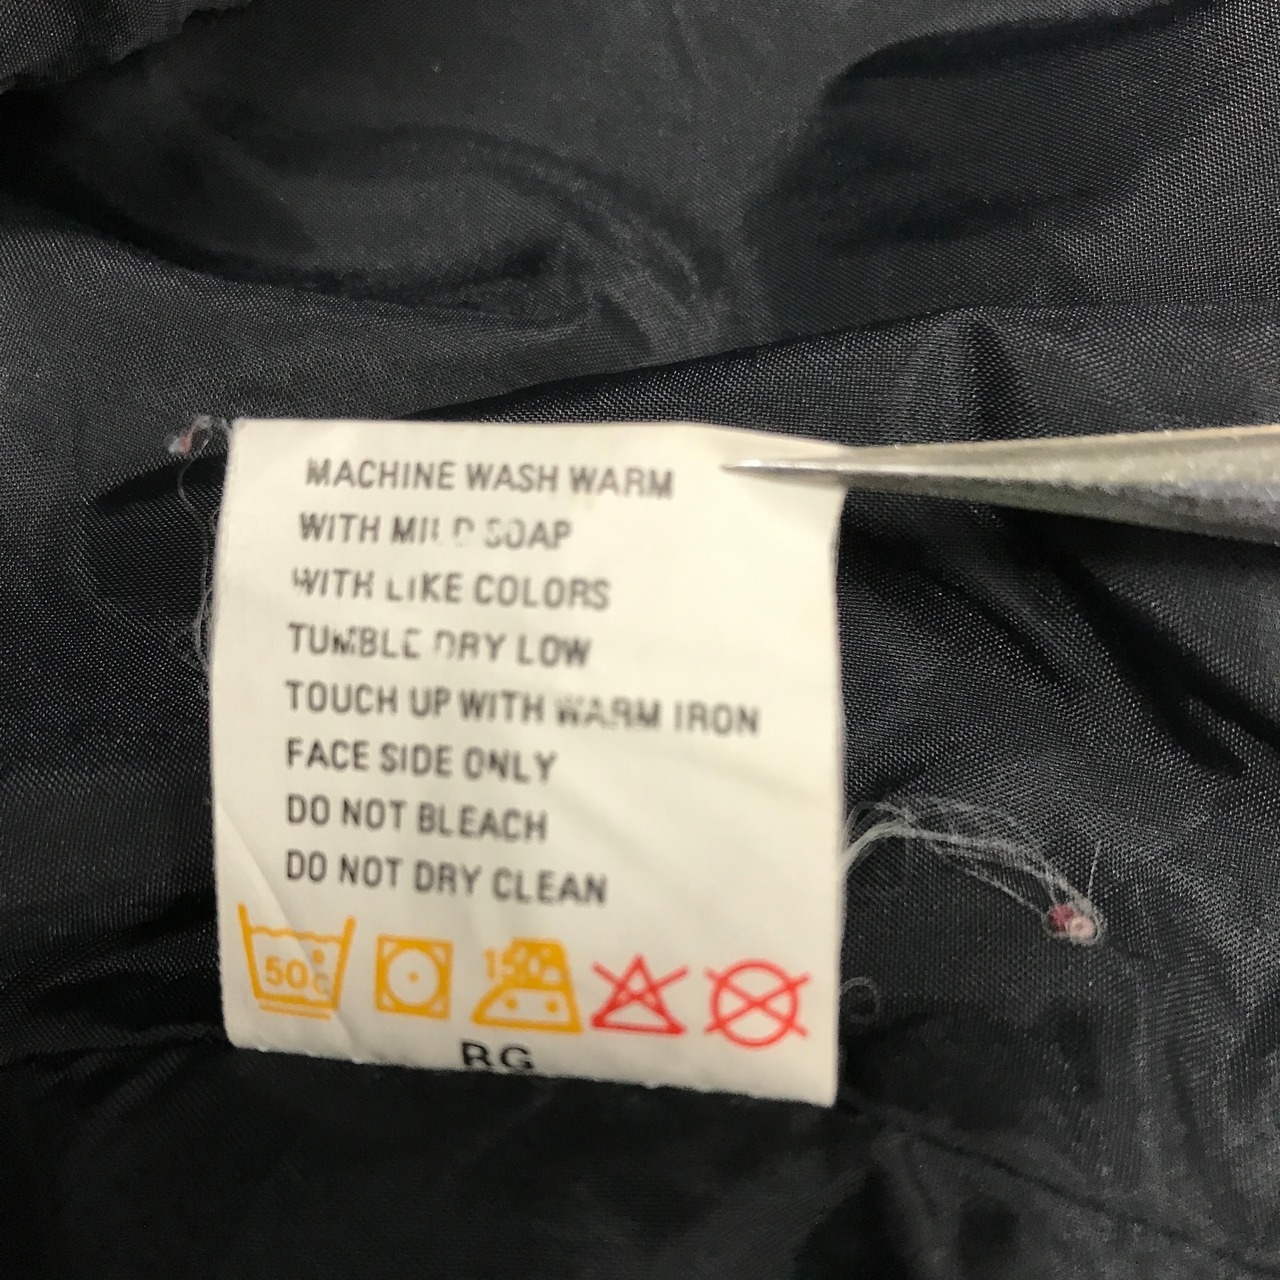 MACHINE WASH WARM
WITH MILD SOAP
WITH LIKE COLORS
TUMBLE DRY LOW
TOUCH UP WITH WARM IRON
FACE SIDE ONLY
DO NOT BLEACH
DO NOT DRY CLEAN
50°C 150°
RG